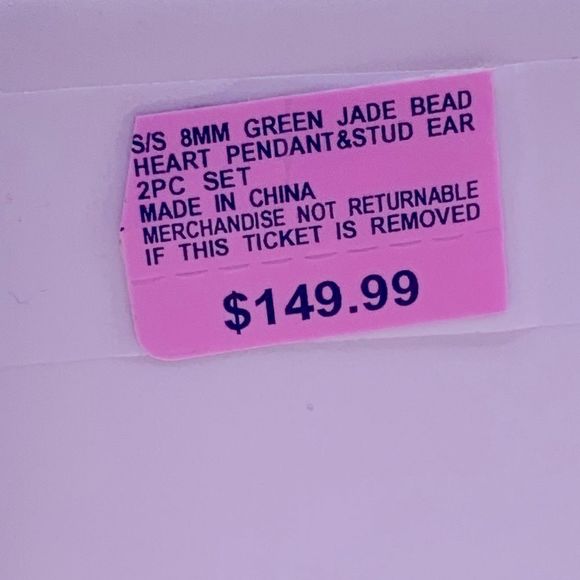 S/S 8MM GREEN JADE BEAD
HEART PENDANT&STUD EAR
2PC SET
MADE IN CHINA
MERCHANDISE NOT RETURNABLE
IF THIS TICKET IS REMOVED
$149.99